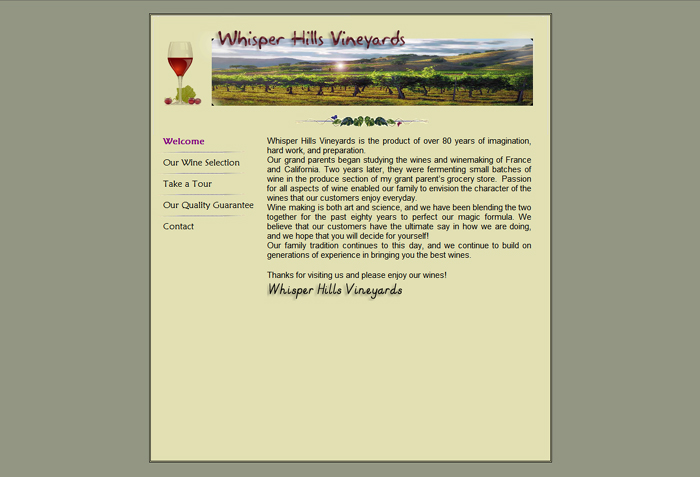 Whisper Hills Vineyards
Welcome
Our Wine Selection
Take a Tour
Our Quality Guarantee
Contact
Whisper Hills Vineyards is the product of over 80 years of imagination,
hard work, and preparation.
Our grand parents began studying the wines and winemaking of France
and California. Two years later, they were fermenting small batches of
wine in the produce section of my grant parent's grocery store. Passion
for all aspects of wine enabled our family to envision the character of the
wines that our customers enjoy everyday.
Wine making is both art and science, and we have been blending the two
together for the past eighty years to perfect our magic formula. We
believe that our customers have the ultimate say in how we are doing,
and we hope that you will decide for yourself!
Our family tradition continues to this day, and we continue to build on
generations of experience in bringing you the best wines.
Thanks for visiting us and please enjoy our wines!
Whisper Hills Vineyards